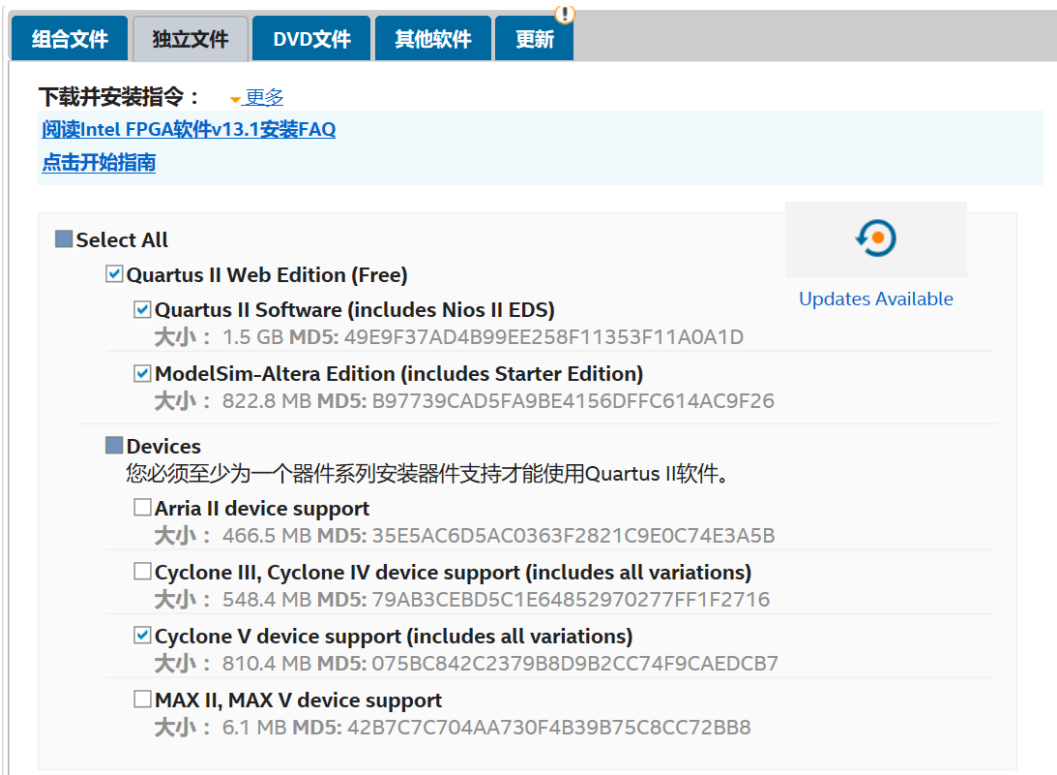 组合文件 独立文件 DVD文件 其他软件 更新
下载并安装指令： 更多
阅读Intel FPGA软件v13.1安装FAQ
点击开始指南
Select All
Quartus II Web Edition (Free)
Updates Available
Quartus II Software (includes Nios II EDS)
大小： 1.5 GB MD5: 49E9F37AD4B99EE258F11353F11A0A1D
ModelSim-Altera Edition (includes Starter Edition)
大小： 822.8 MB MD5: B97739CAD5FA9BE4156DFFC614AC9F26
Devices
您必须至少为一个器件系列安装器件支持才能使用Quartus II软件。
Arria II device support
大小： 466.5 MB MD5: 35E5AC6D5AC0363F2821C9E0C74E3A5B
Cyclone III, Cyclone IV device support (includes all variations)
大小： 548.4 MB MD5: 79AB3CEBD5C1E64852970277FF1F2716
Cyclone V device support (includes all variations)
大小： 810.4 MB MD5: 075BC842C2379B8D9B2CC74F9CAEDCB7
MAX II, MAX V device support
大小： 6.1 MB MD5: 42B7C7C704AA730F4B39B75C8CC72BB8